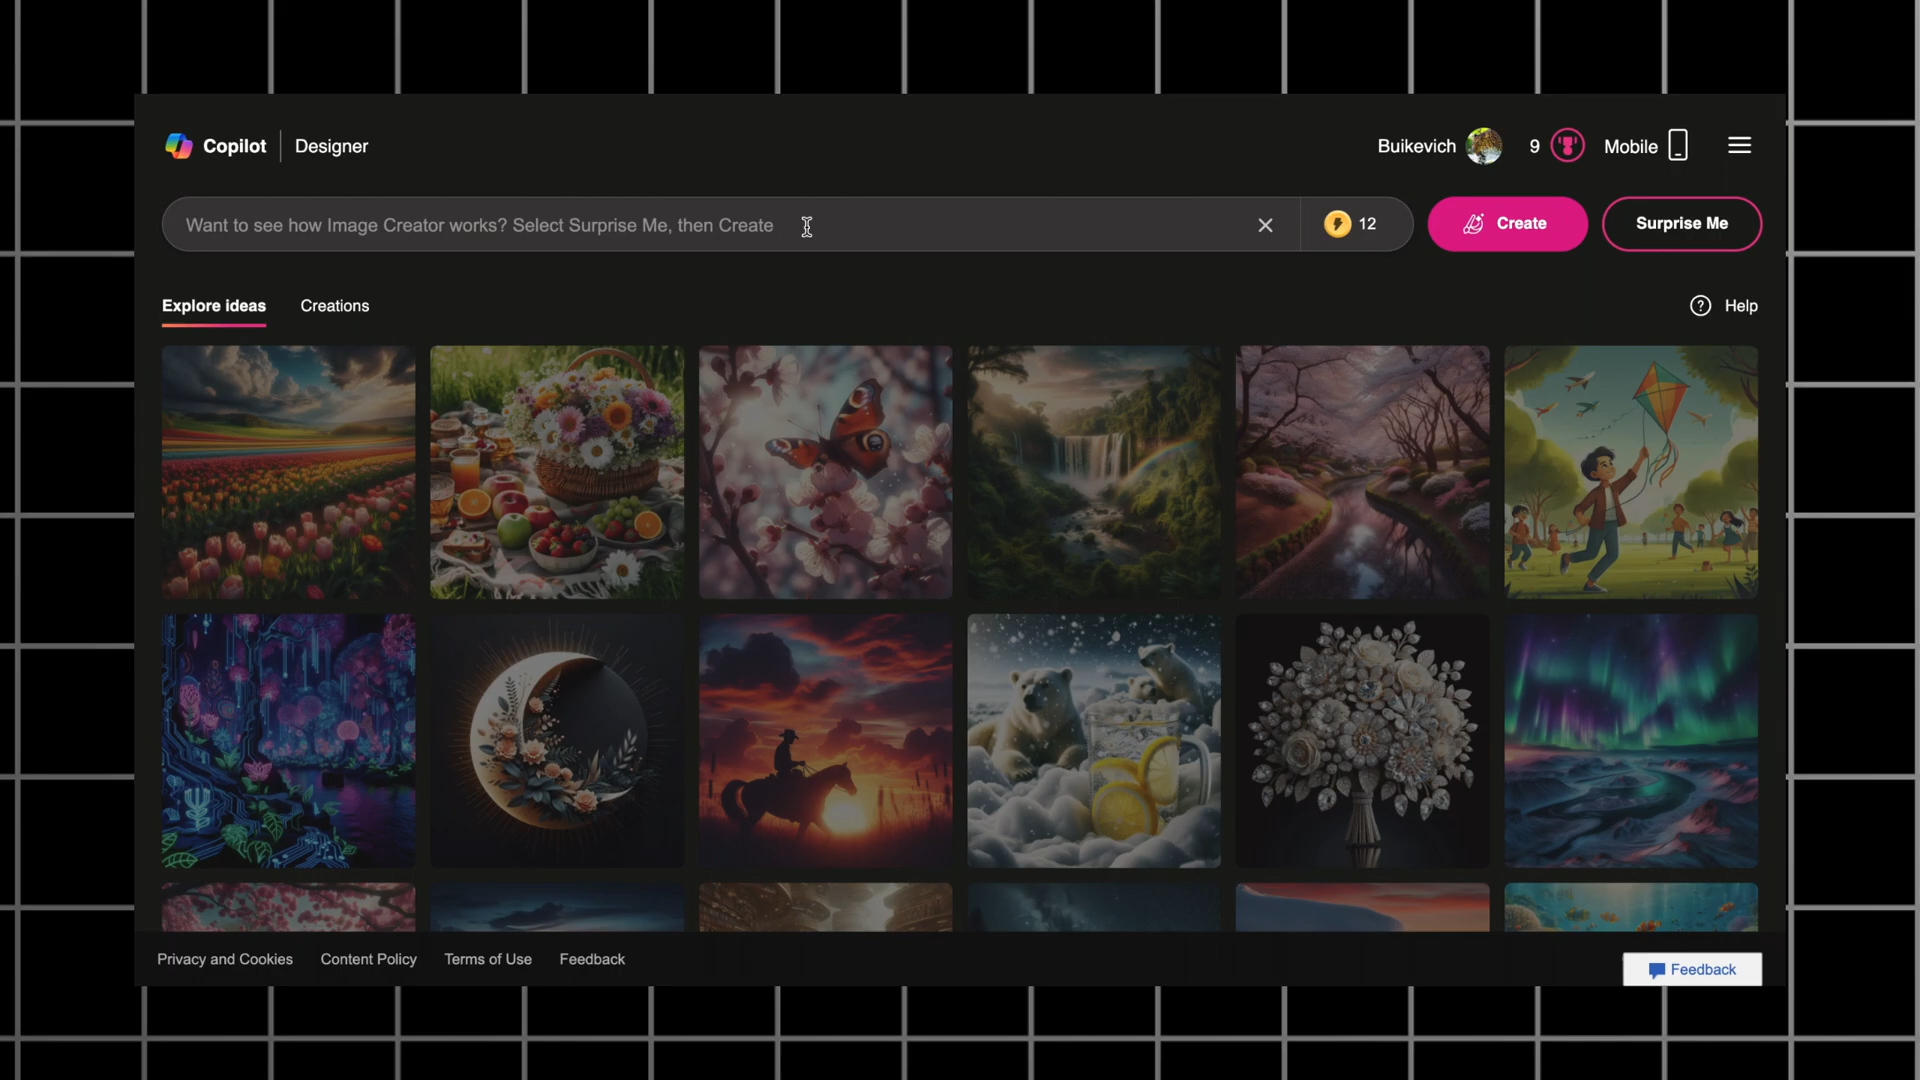 Copilot | Designer
Buikevich 9 Mobile
Want to see how Image Creator works? Select Surprise Me, then Create
12
Create
Surprise Me
Explore ideas
Creations
Help
Privacy and Cookies
Content Policy
Terms of Use
Feedback
Feedback